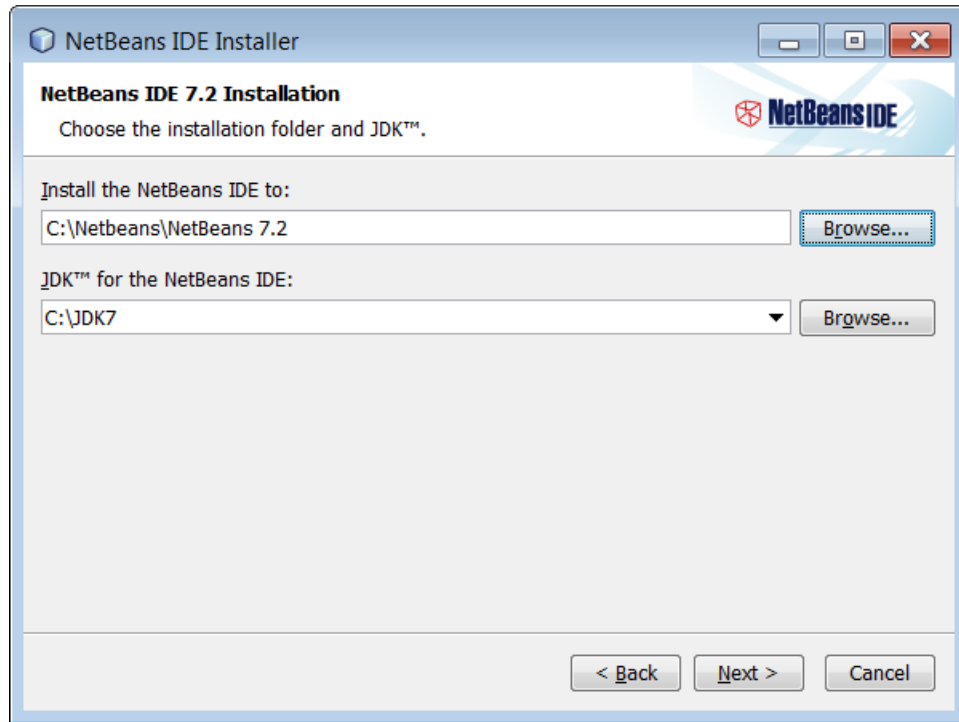 NetBeans IDE Installer
NetBeans IDE 7.2 Installation
Choose the installation folder and JDK™.
NetBeans IDE
Install the NetBeans IDE to:
C:\Netbeans\NetBeans 7.2
Browse...
JDK™ for the NetBeans IDE:
C:\JDK7
Browse...
< Back
Next >
Cancel